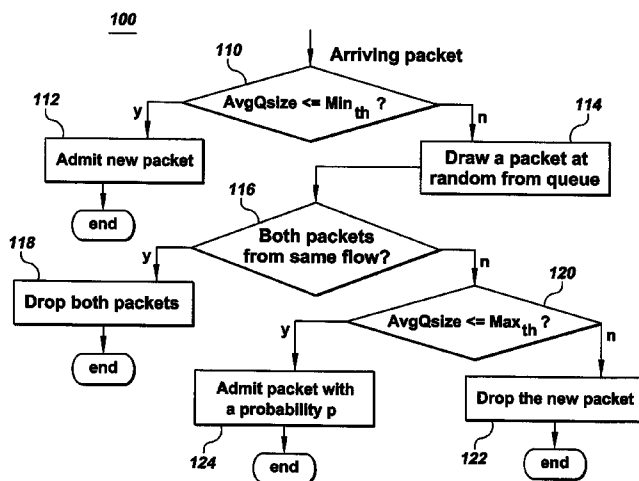 100
Arriving packet
110
AvgQsize <= Min th ?
y
n
112
Admit new packet
end
114
Draw a packet at
random from queue
116
Both packets
from same flow?
y
n
118
Drop both packets
end
120
AvgQsize <= Max th ?
y
n
Admit packet with
a probability p
124
end
Drop the new packet
122
end